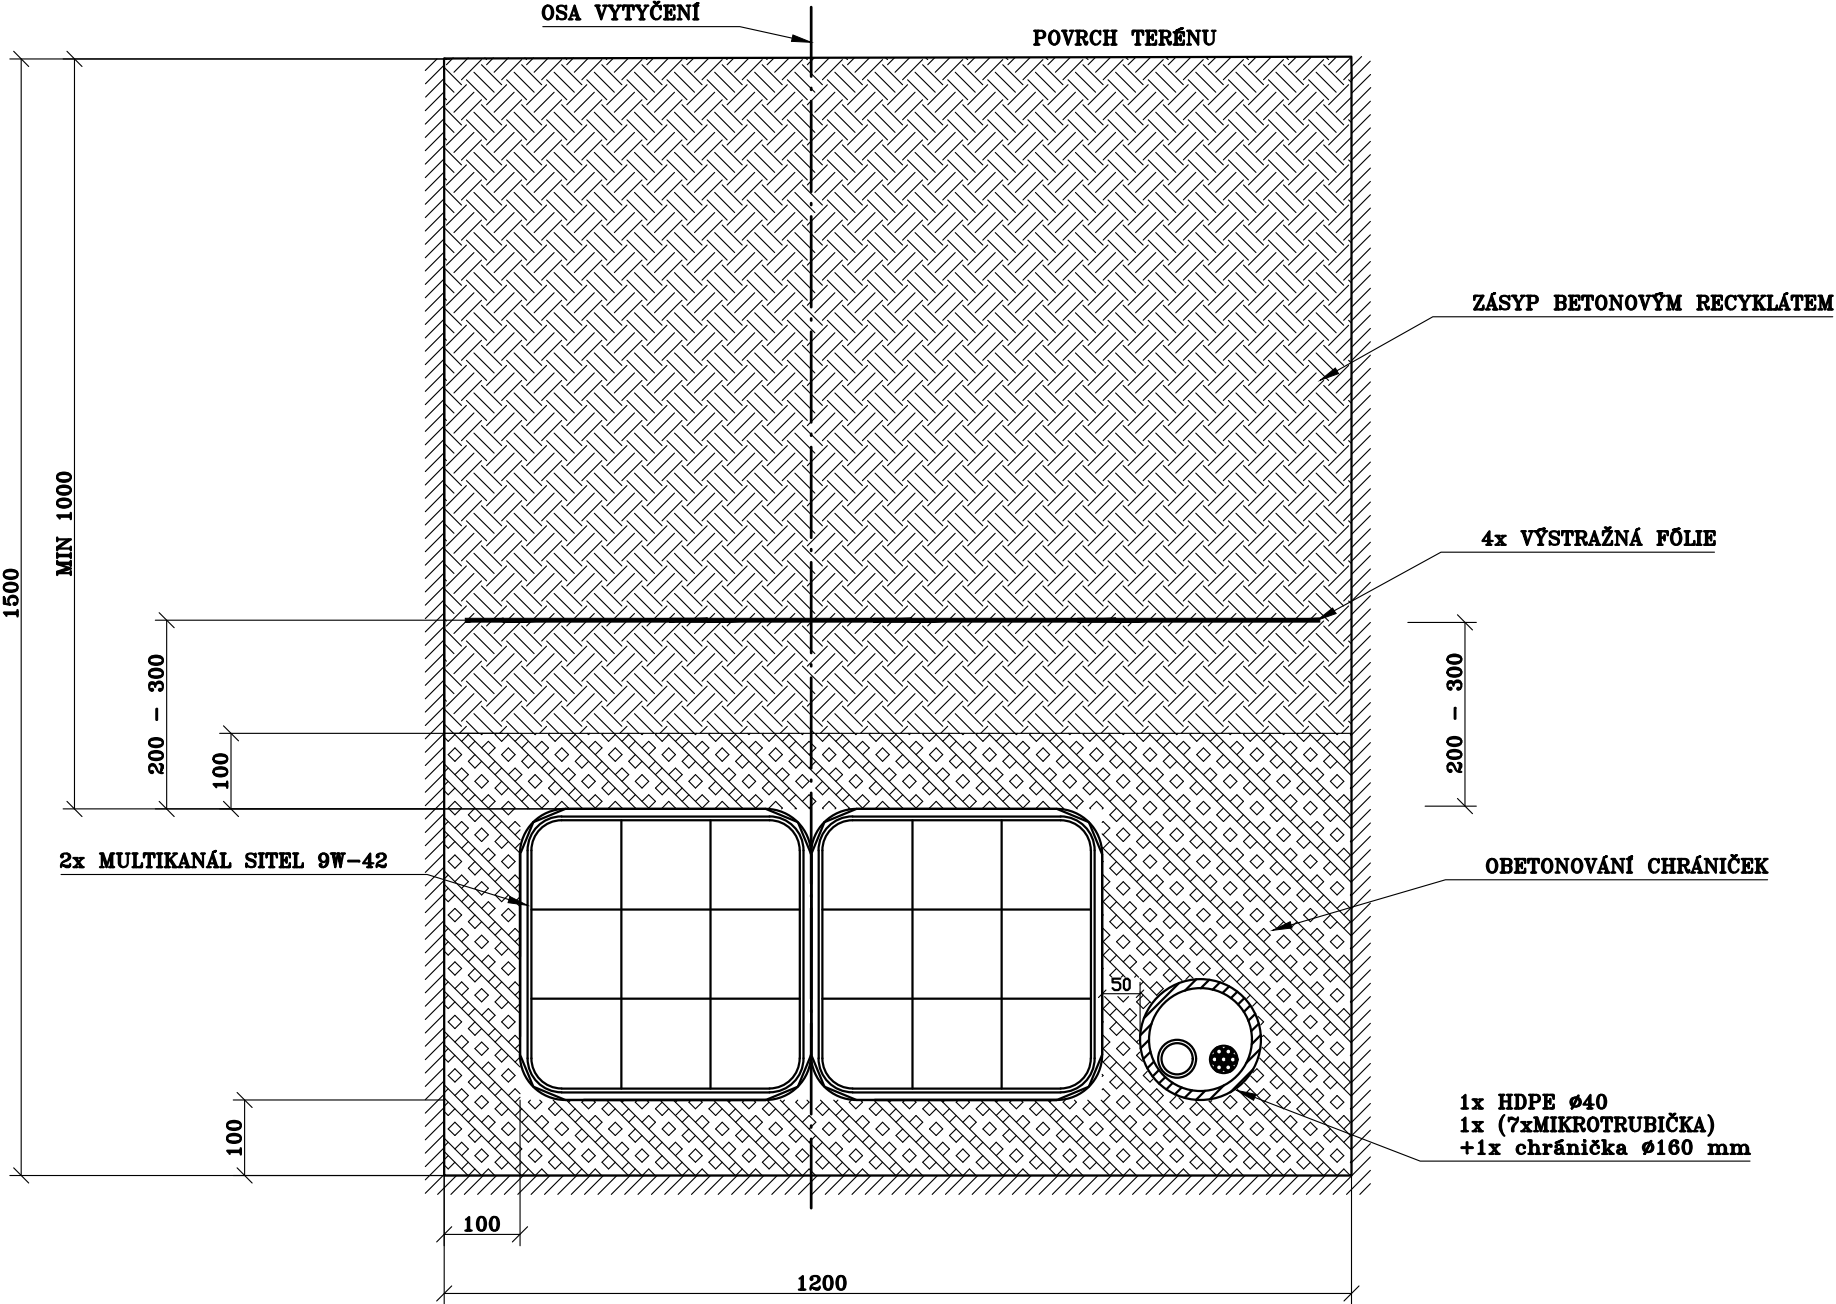 OSA VYTYČENÍ
POVRCH TERÉNU
ZÁSYP BETONOVÝM RECYKLÁTEM
MIN 1000
1500
4x VÝSTRAŽNÁ FÓLIE
200 - 300
200 - 300
100
2x MULTIKANÁL SITEL 9W-42
OBETONOVÁNÍ CHRÁNIČEK
50
100
1x HDPE ø40
1x (7xMIKROTRUBIČKA)
+1x chránička ø160 mm
100
1200